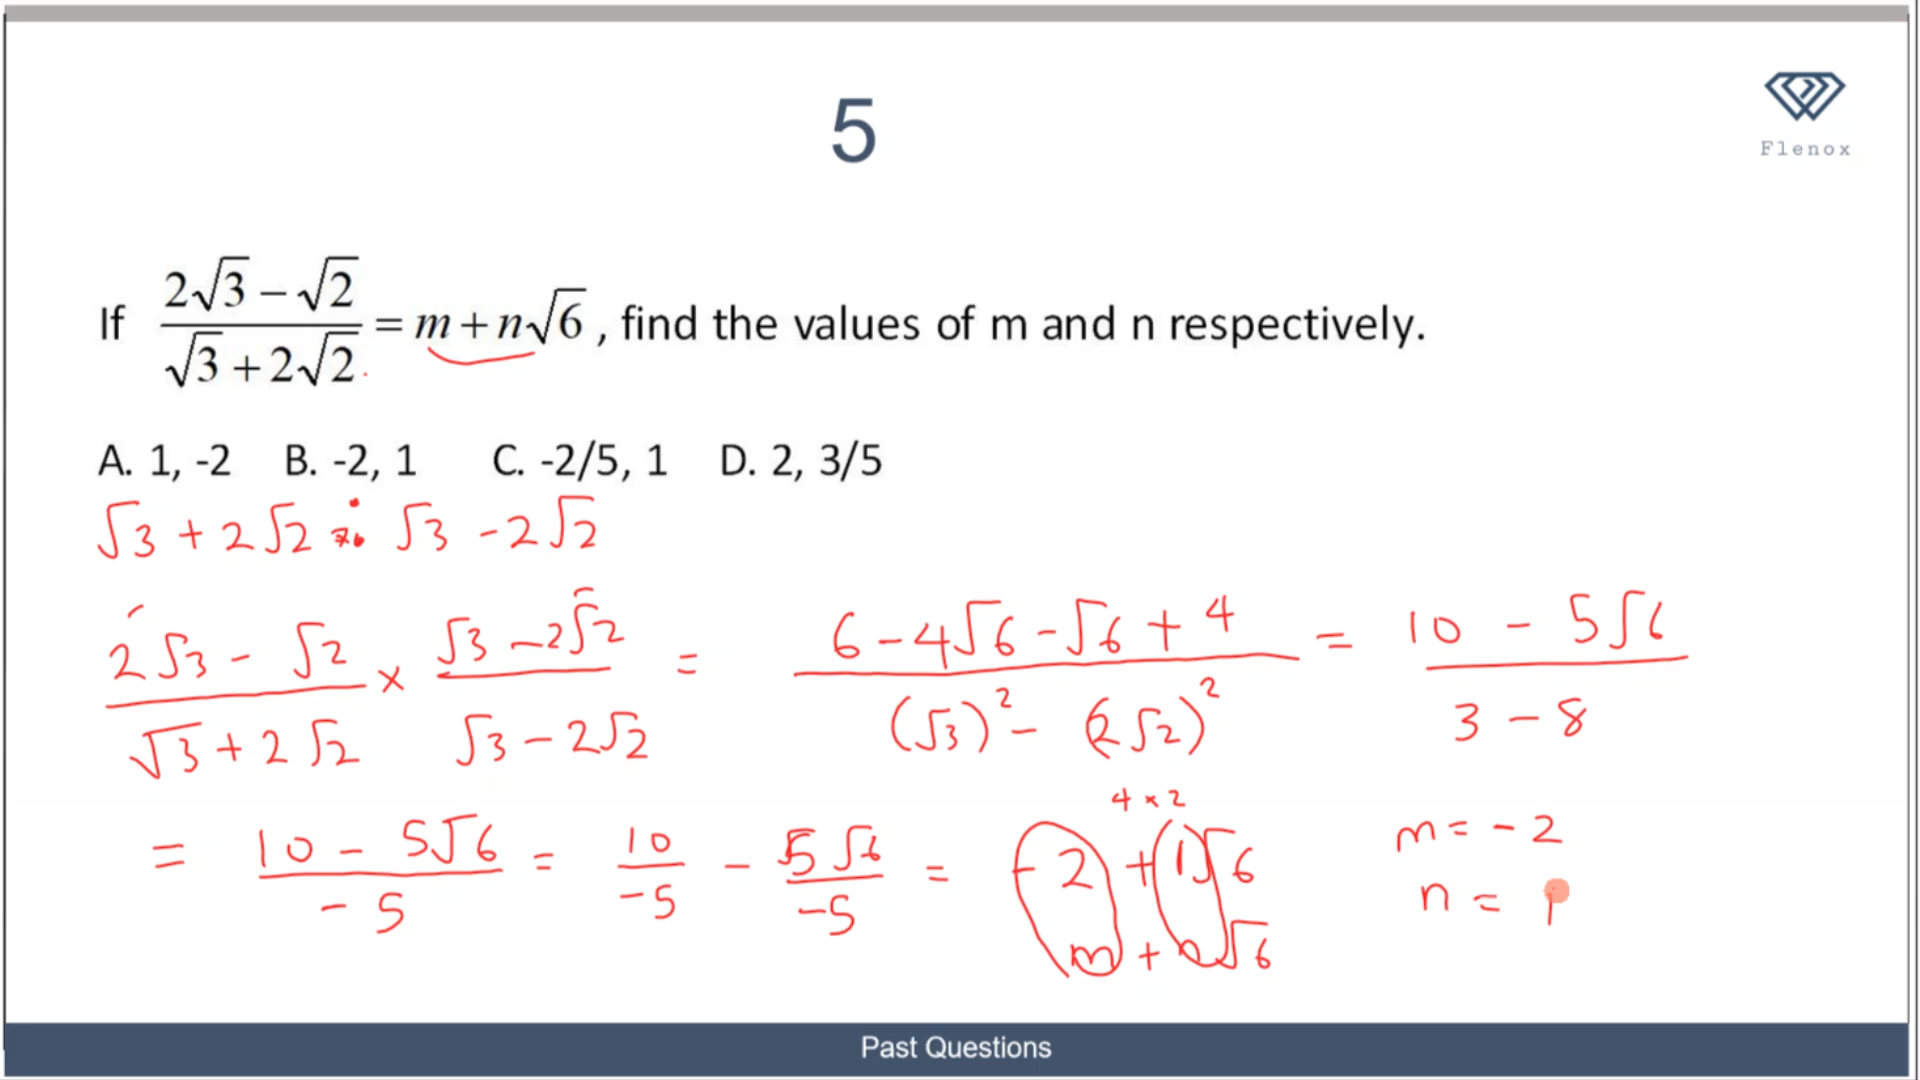 5
Flenox
If (2√3 − √2)/(√3 + 2√2) = m + n√6 , find the values of m and n respectively.
A. 1, -2 B. -2, 1 C. -2/5, 1 D. 2, 3/5
√3 + 2√2 √3 − 2√2
(2√3 − √2)/(√3 + 2√2) × (√3 − 2√2)/(√3 − 2√2) = (6 − 4√6 − √6 + 4)/((√3)² − (2√2)²) = (10 − 5√6)/(3 − 8)
4 × 2
= (10 − 5√6)/(−5) = 10/(−5) − 5√6/(−5) = −2 + (1)√6
m + n√6
m = −2
n = 1
Past Questions